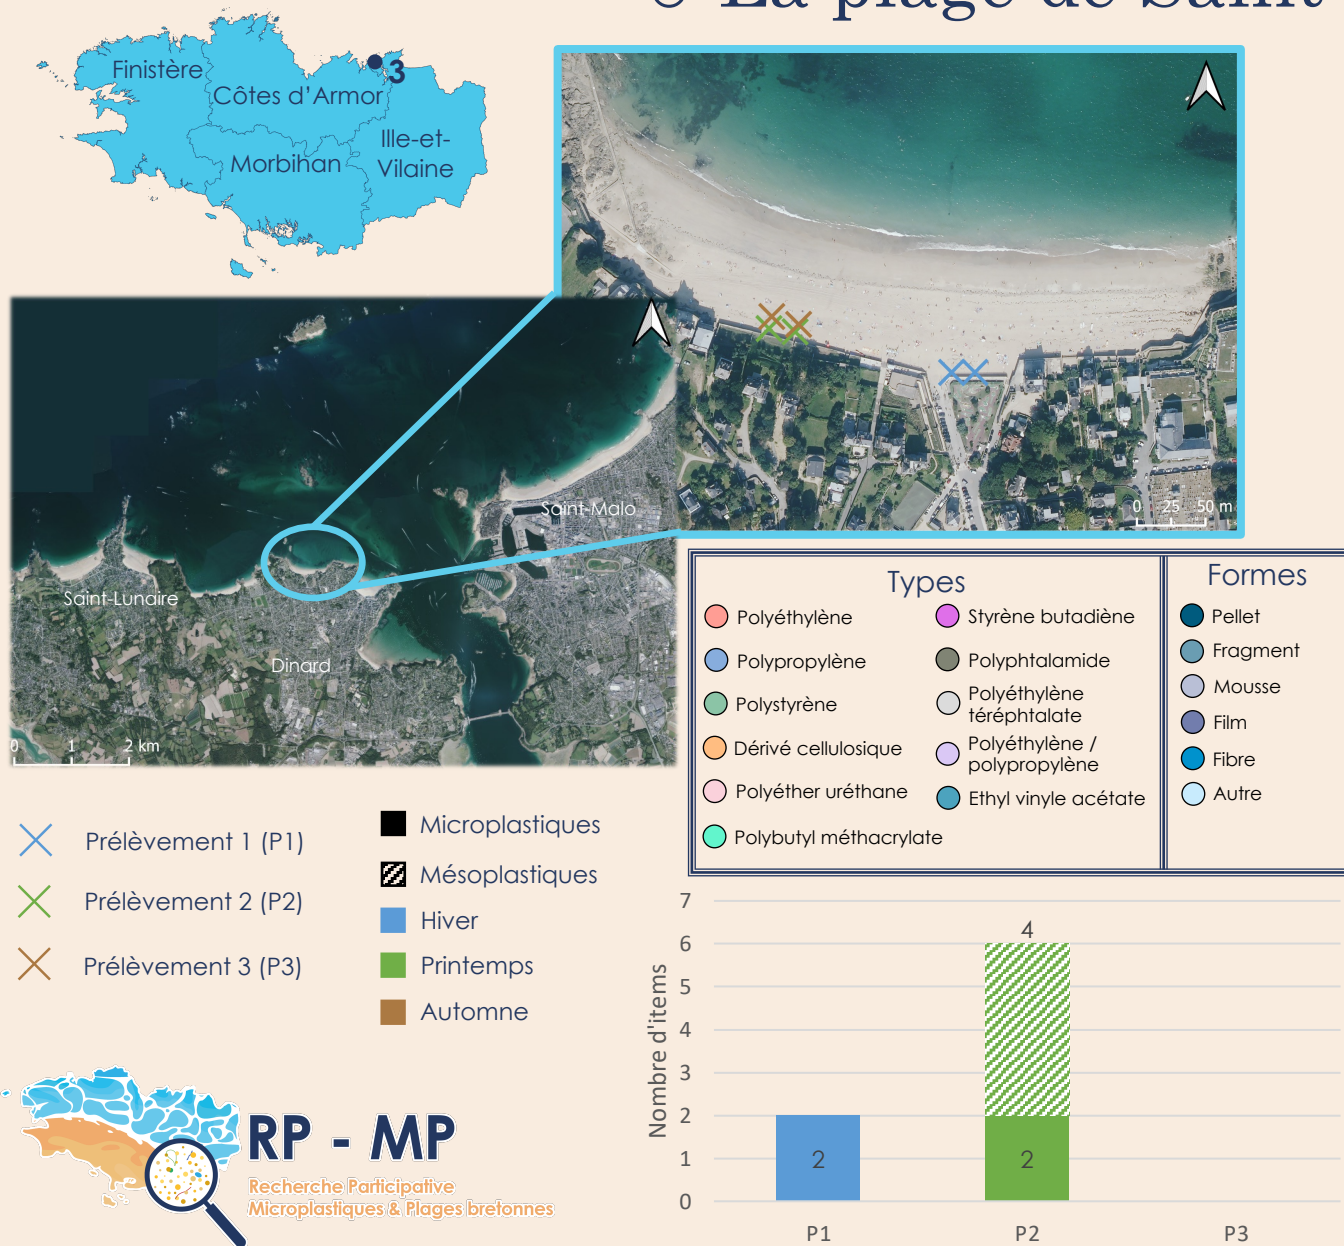 La plage de Saint
Finistère
Côtes d'Armor
3
Ille-et-
Vilaine
Morbihan
0 25 50 m
Saint-Malo
Saint-Lunaire
Dinard
0 1 2 km
Types
Polyéthylène
Polypropylène
Polystyrène
Dérivé cellulosique
Polyéther uréthane
Polybutyl méthacrylate
Styrène butadiène
Polyphtalamide
Polyéthylène
téréphtalate
Polyéthylène /
polypropylène
Ethyl vinyle acétate
Formes
Pellet
Fragment
Mousse
Film
Fibre
Autre
Prélèvement 1 (P1)
Prélèvement 2 (P2)
Prélèvement 3 (P3)
Microplastiques
Mésoplastiques
Hiver
Printemps
Automne
Nombre d'items
7
6
5
4
3
2
1
0
2
4
2
P1
P2
P3
RP - MP
Recherche Participative
Microplastiques & Plages bretonnes